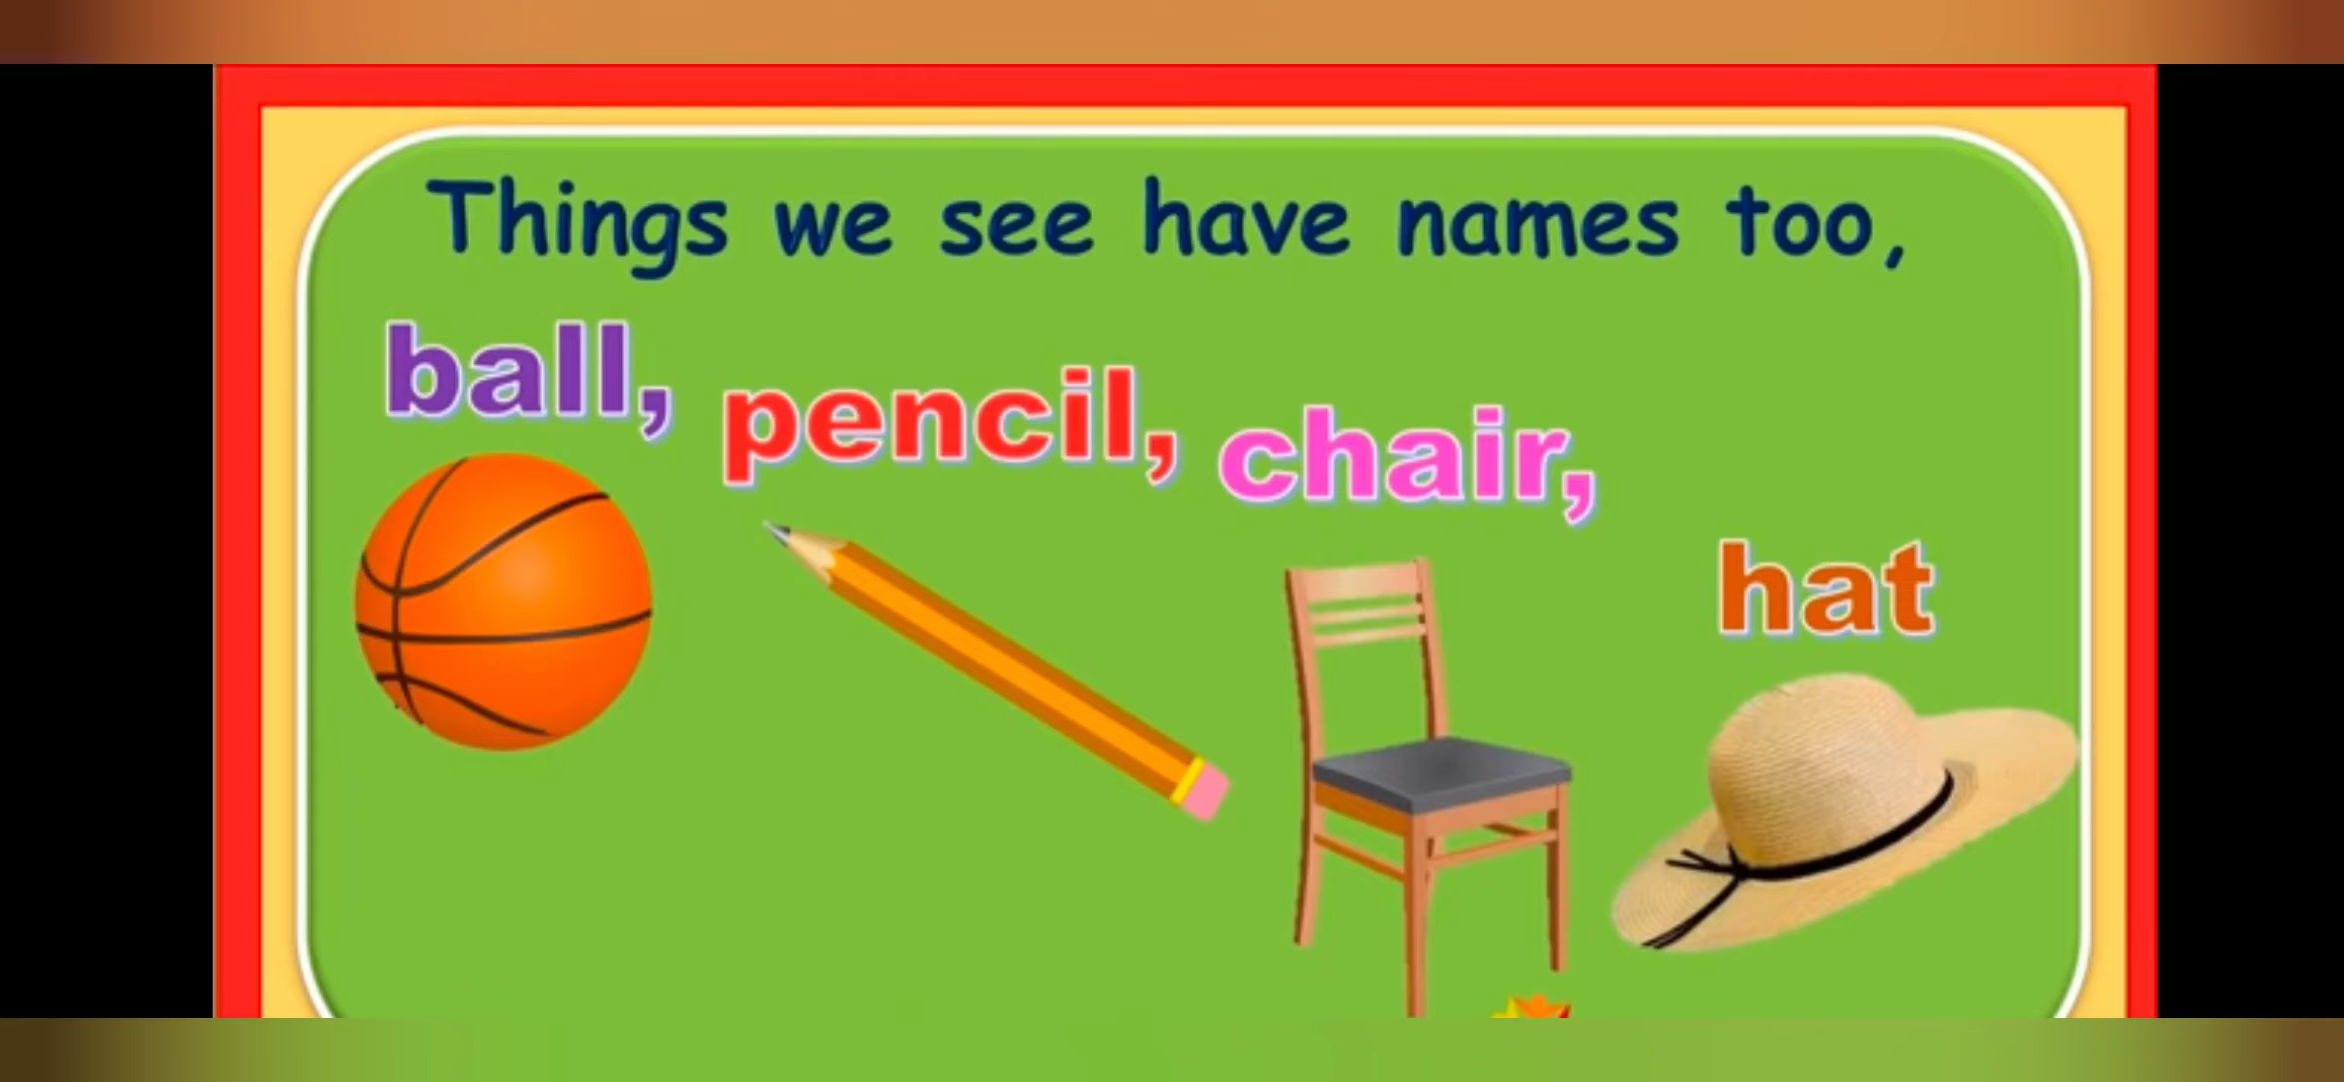 Things we see have names too,
ball, pencil, chair,
hat